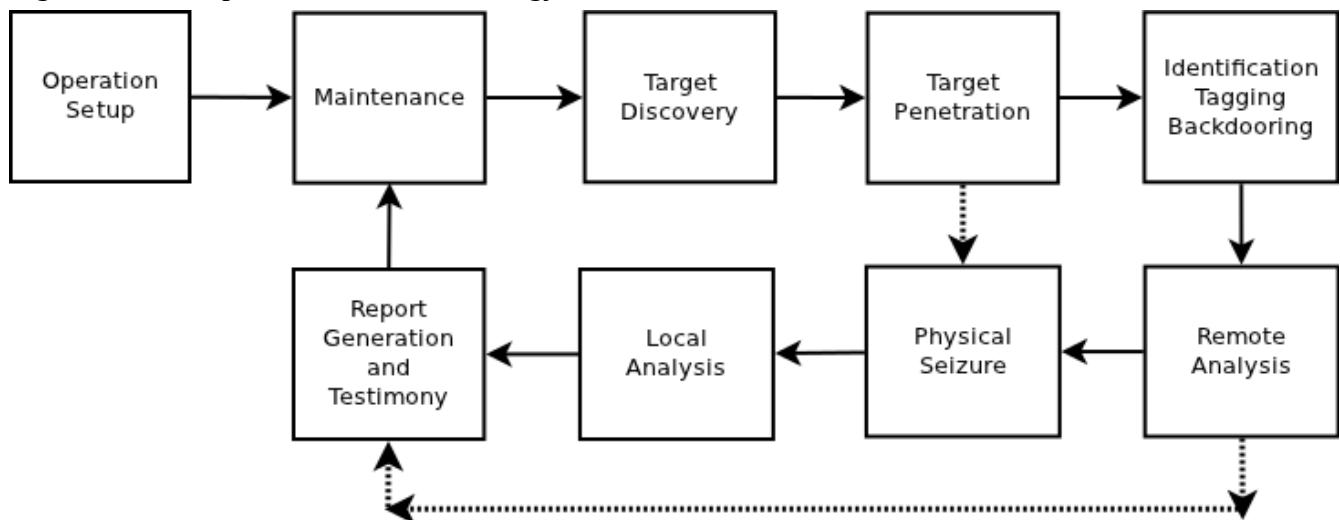 Operation
Setup
Maintenance
Target
Discovery
Target
Penetration
Identification
Tagging
Backdooring
Report
Generation
and
Testimony
Local
Analysis
Physical
Seizure
Remote
Analysis